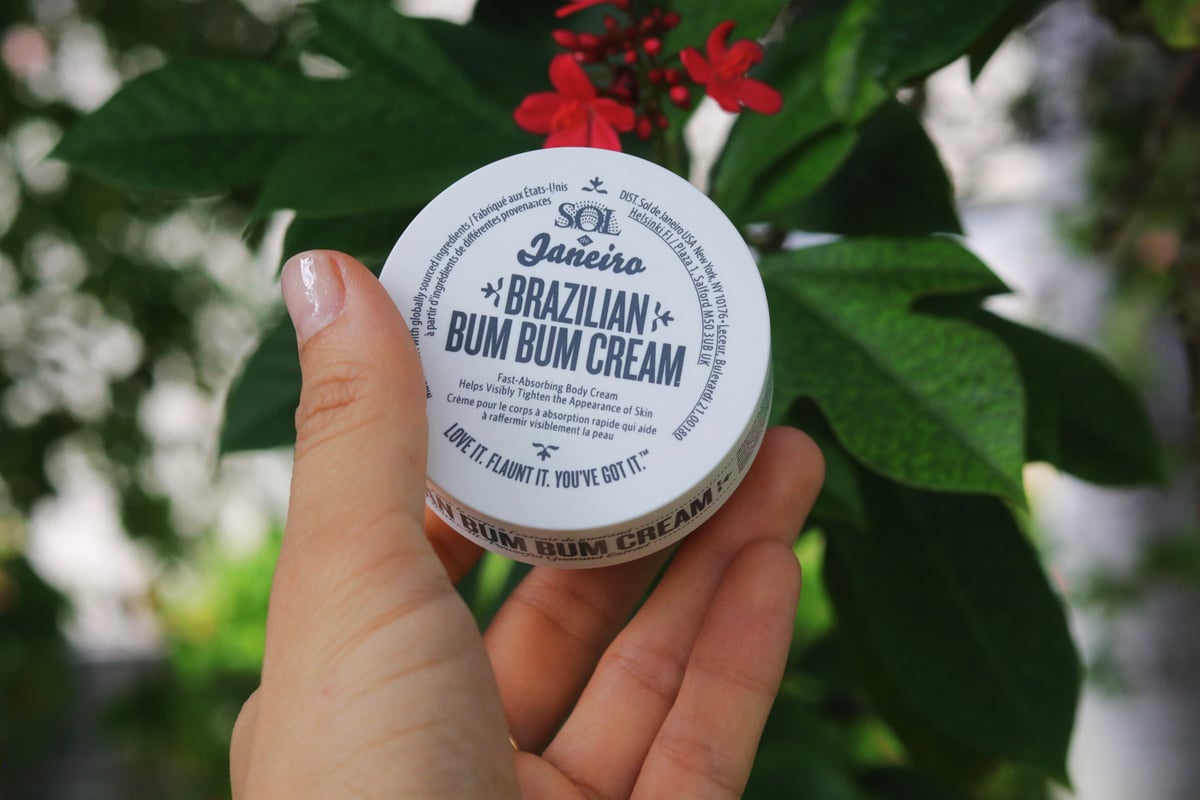 with globally sourced ingredients / Fabriqué aux États-Unis
à partir d'ingrédients de différentes provenances
DIST. Sol de Janeiro USA New York, NY 10176 • Leceur, Bulevardi 21,00180
Helsinki FI / Plaza 1, Salford M50 3UB UK
SOL
de
Janeiro
BRAZILIAN
BUM BUM CREAM
Fast-Absorbing Body Cream
Helps Visibly Tighten the Appearance of Skin
Crème pour le corps à absorption rapide qui aide
à raffermir visiblement la peau
LOVE IT. FLAUNT IT. YOU'VE GOT IT.™
BUM BUM CREAM